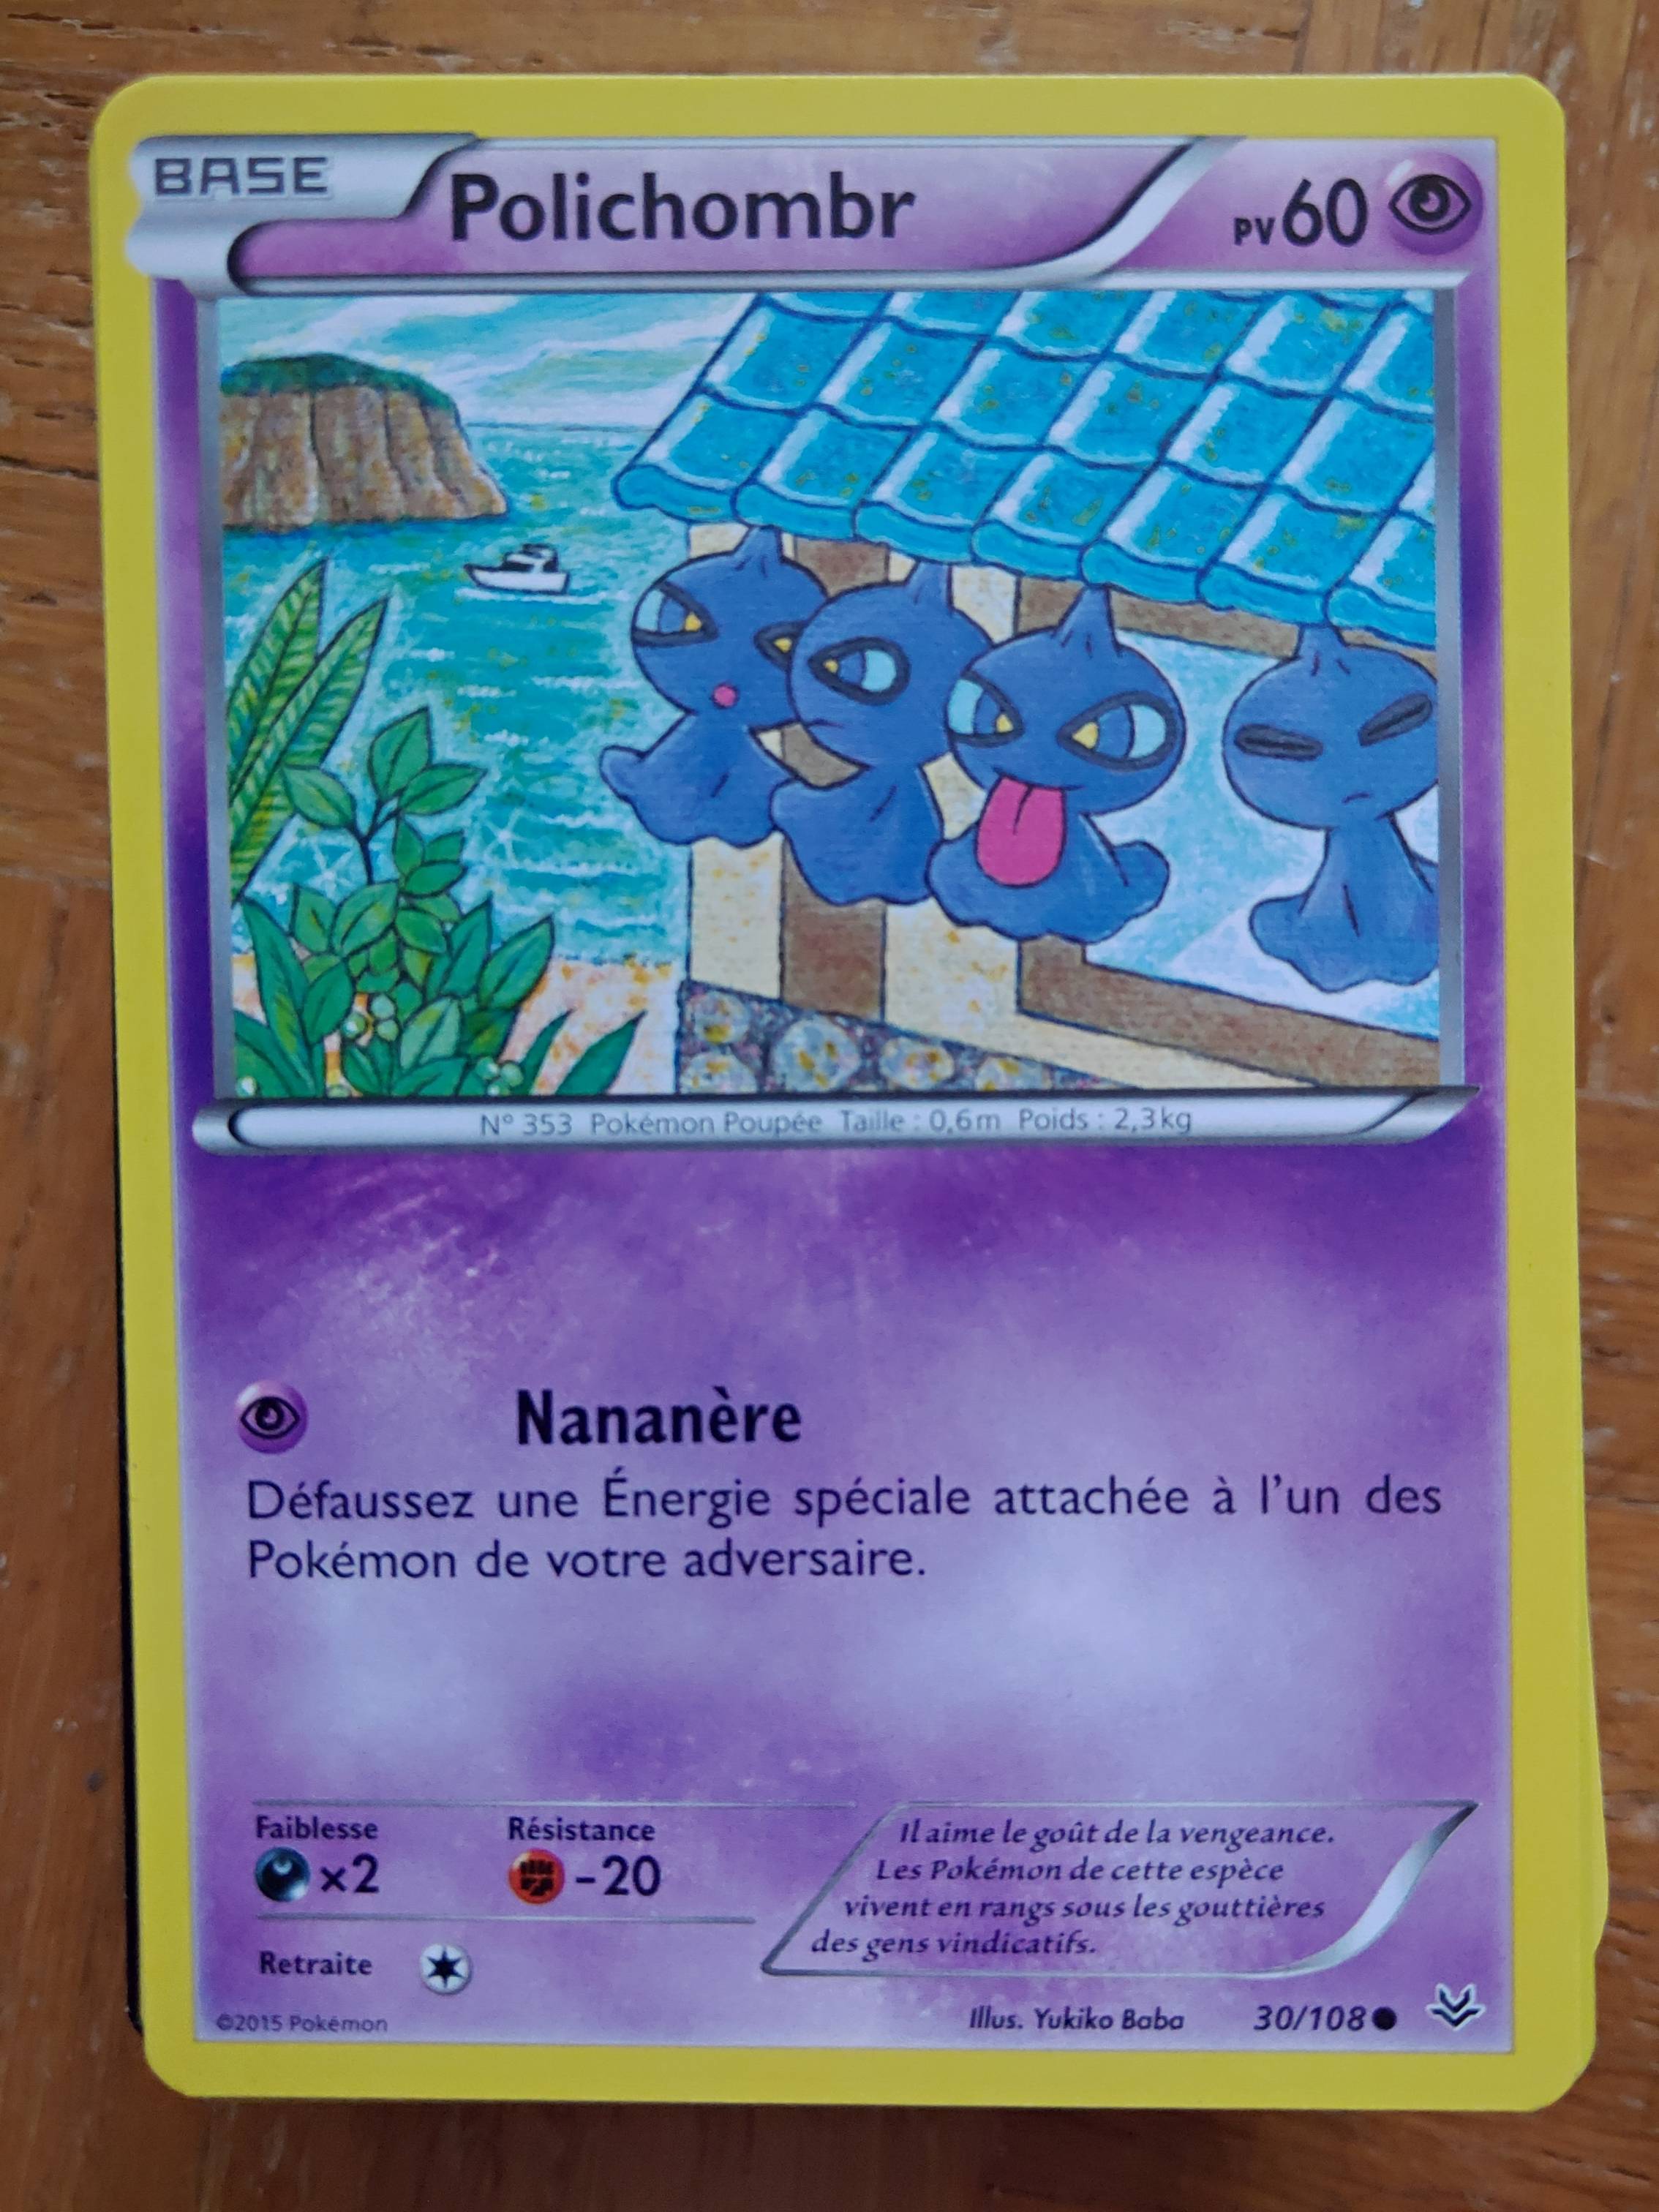 BASE
Polichombr
PV 60
N° 353 Pokémon Poupée Taille : 0,6m Poids : 2,3kg
Nananère
Défaussez une Énergie spéciale attachée à l'un des
Pokémon de votre adversaire.
Faiblesse
×2
Résistance
-20
Il aime le goût de la vengeance.
Les Pokémon de cette espèce
vivent en rangs sous les gouttières
des gens vindicatifs.
Retraite
©2015 Pokémon
Illus. Yukiko Baba
30/108